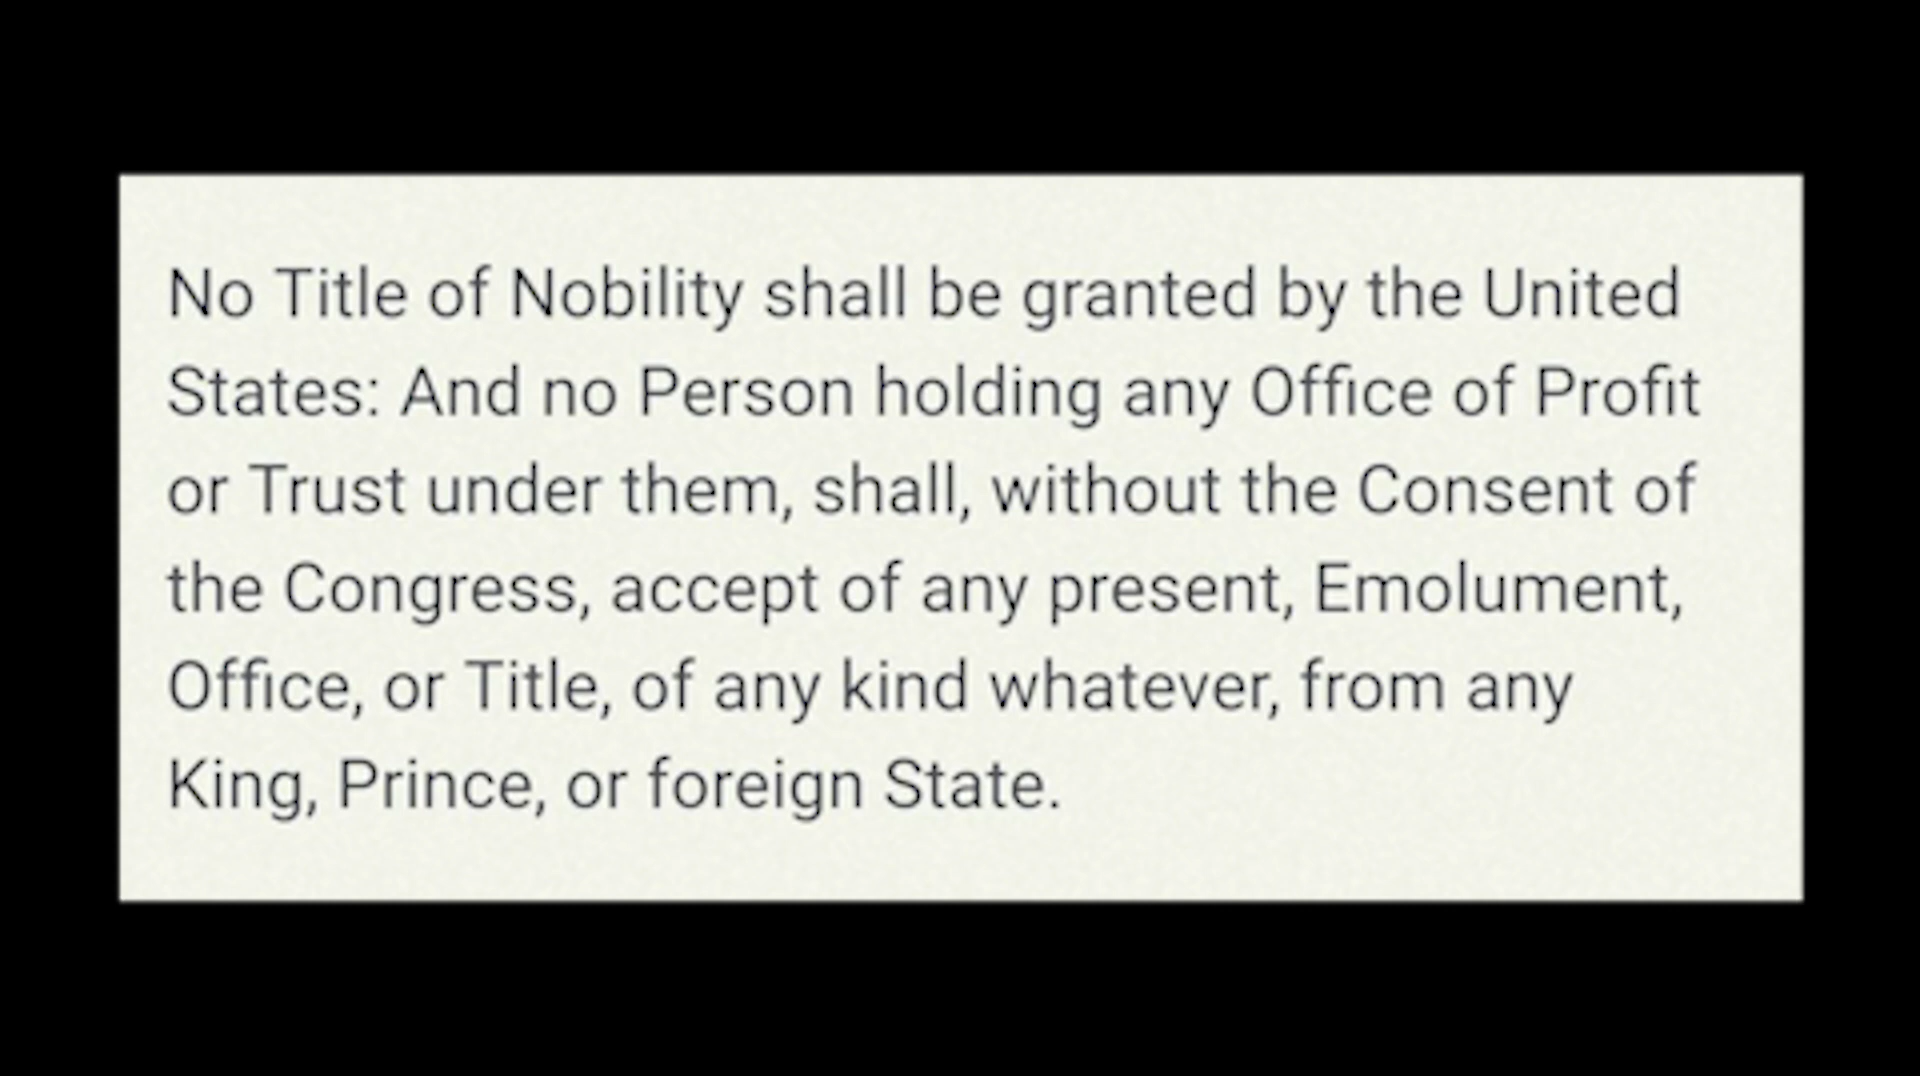 No Title of Nobility shall be granted by the United
States: And no Person holding any Office of Profit
or Trust under them, shall, without the Consent of
the Congress, accept of any present, Emolument,
Office, or Title, of any kind whatever, from any
King, Prince, or foreign State.